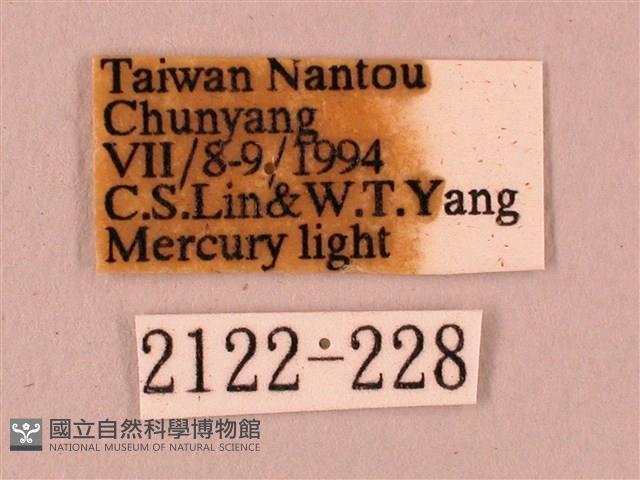 Taiwan Nantou
Chunyang
VII/8-9/1994
C.S.Lin&W.T.Yang
Mercury light
2122-228
國立自然科學博物館
NATIONAL MUSEUM OF NATURAL SCIENCE